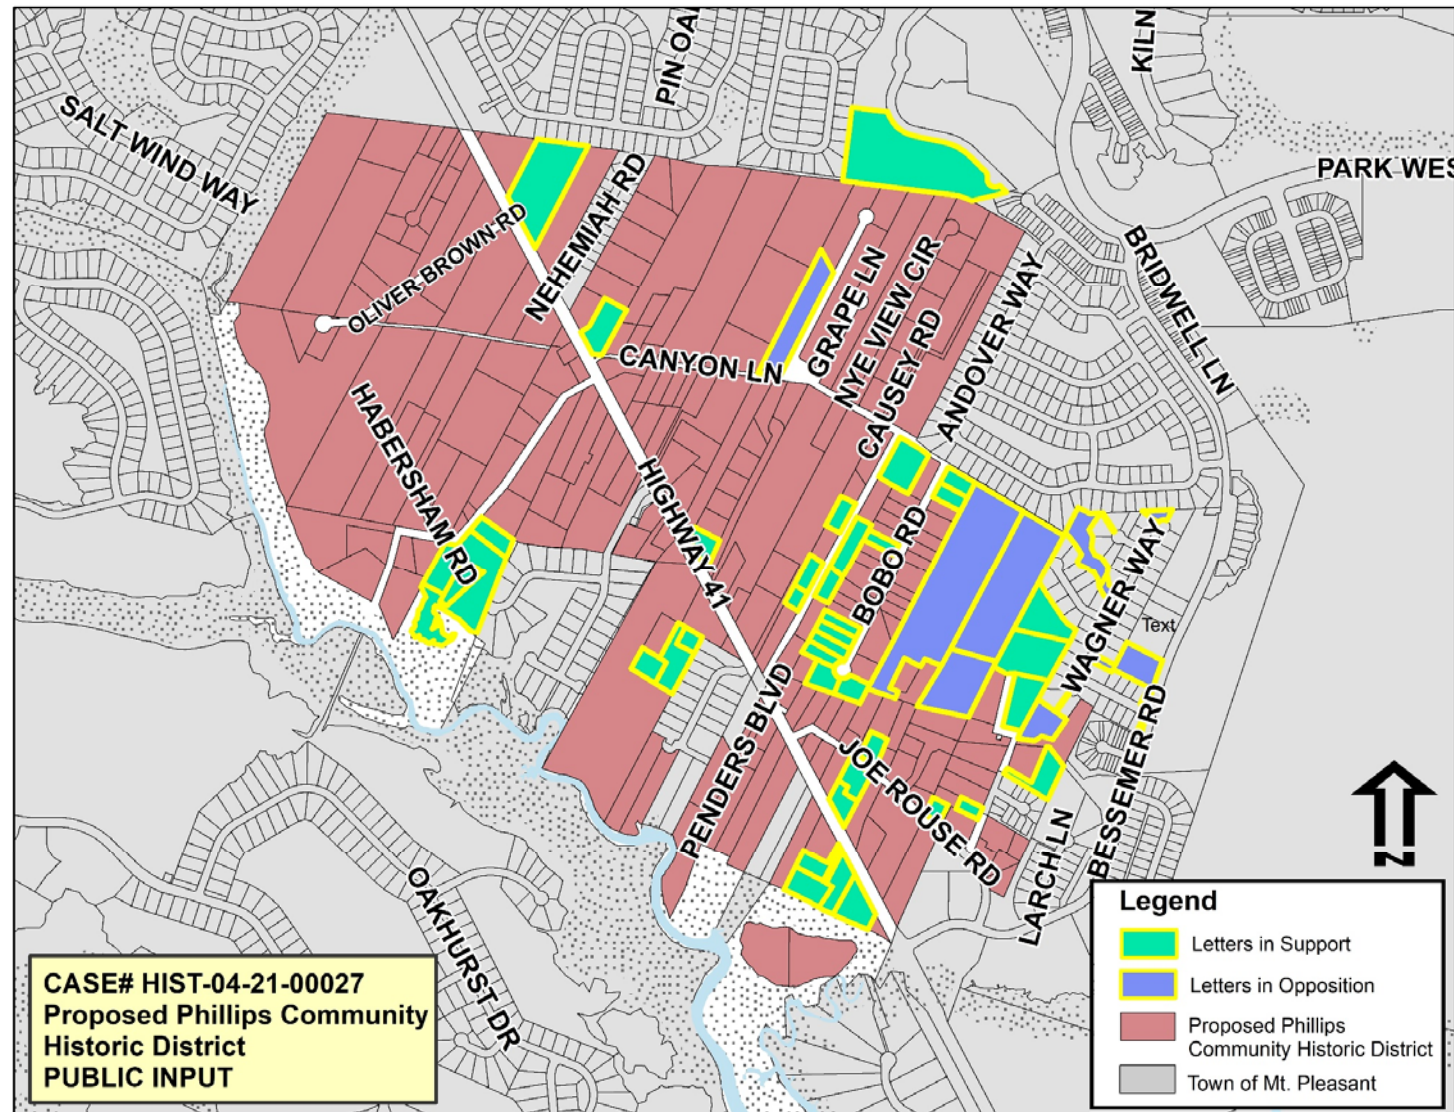 PIN OA
KILN
SALT WIND WAY
PARK WES
NEHEMIAH RD
OLIVER BROWN RD
BRIDWELL LN
GRAPE LN
NYE VIEW CIR
CAUSEY RD
ANDOVER WAY
CANYON LN
HABERSHAM RD
HIGHWAY 41
BOBO RD
WAGNER WAY
Text
PENDERS BLVD
JOE ROUSE RD
BESSEMER RD
LARCH LN
OAKHURST DR
N
Legend
Letters in Support
Letters in Opposition
Proposed Phillips
Community Historic District
Town of Mt. Pleasant
CASE# HIST-04-21-00027
Proposed Phillips Community
Historic District
PUBLIC INPUT